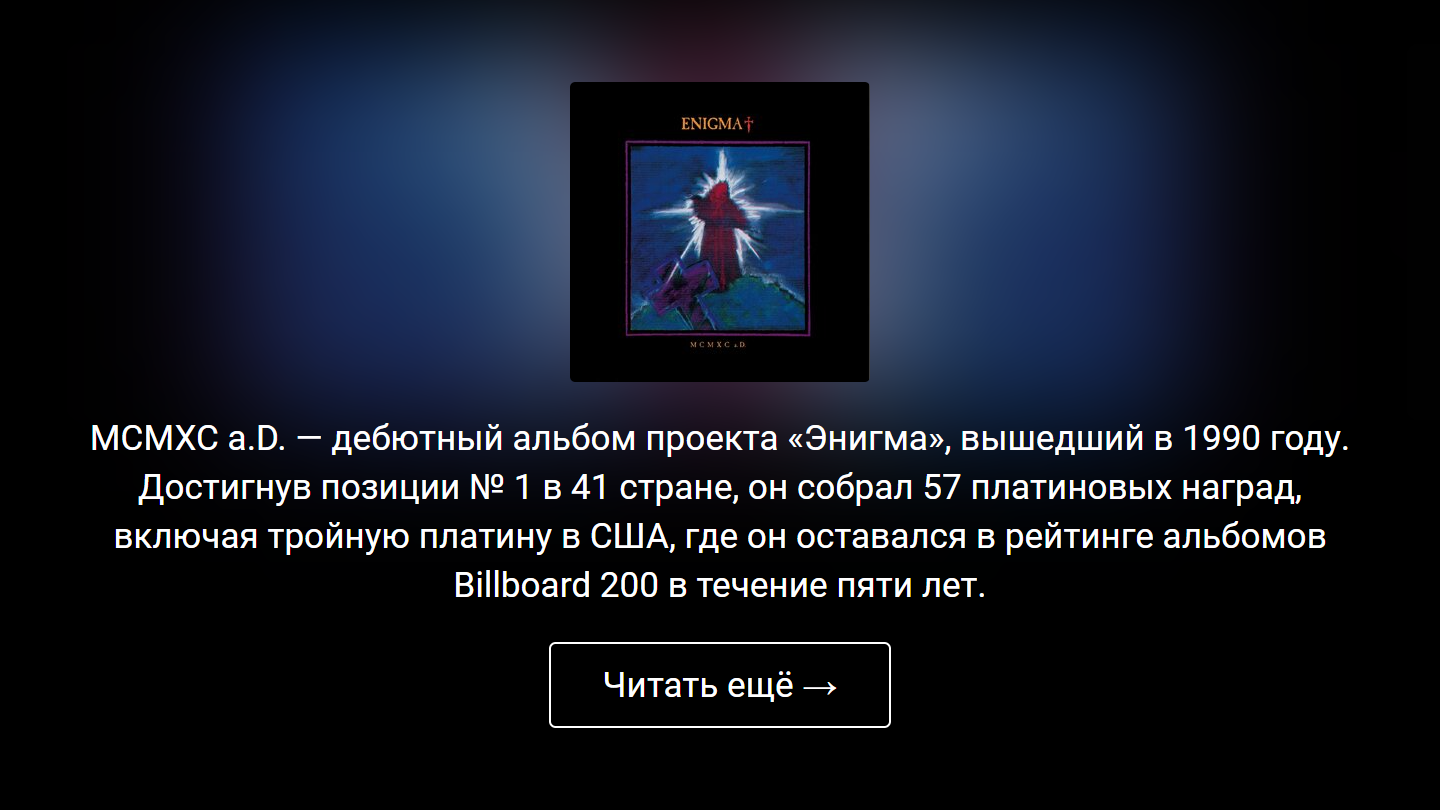 ENIGMA†
MCMXC a.D.
MCMXC a.D. — дебютный альбом проекта «Энигма», вышедший в 1990 году.
Достигнув позиции № 1 в 41 стране, он собрал 57 платиновых наград,
включая тройную платину в США, где он оставался в рейтинге альбомов
Billboard 200 в течение пяти лет.
Читать ещё →